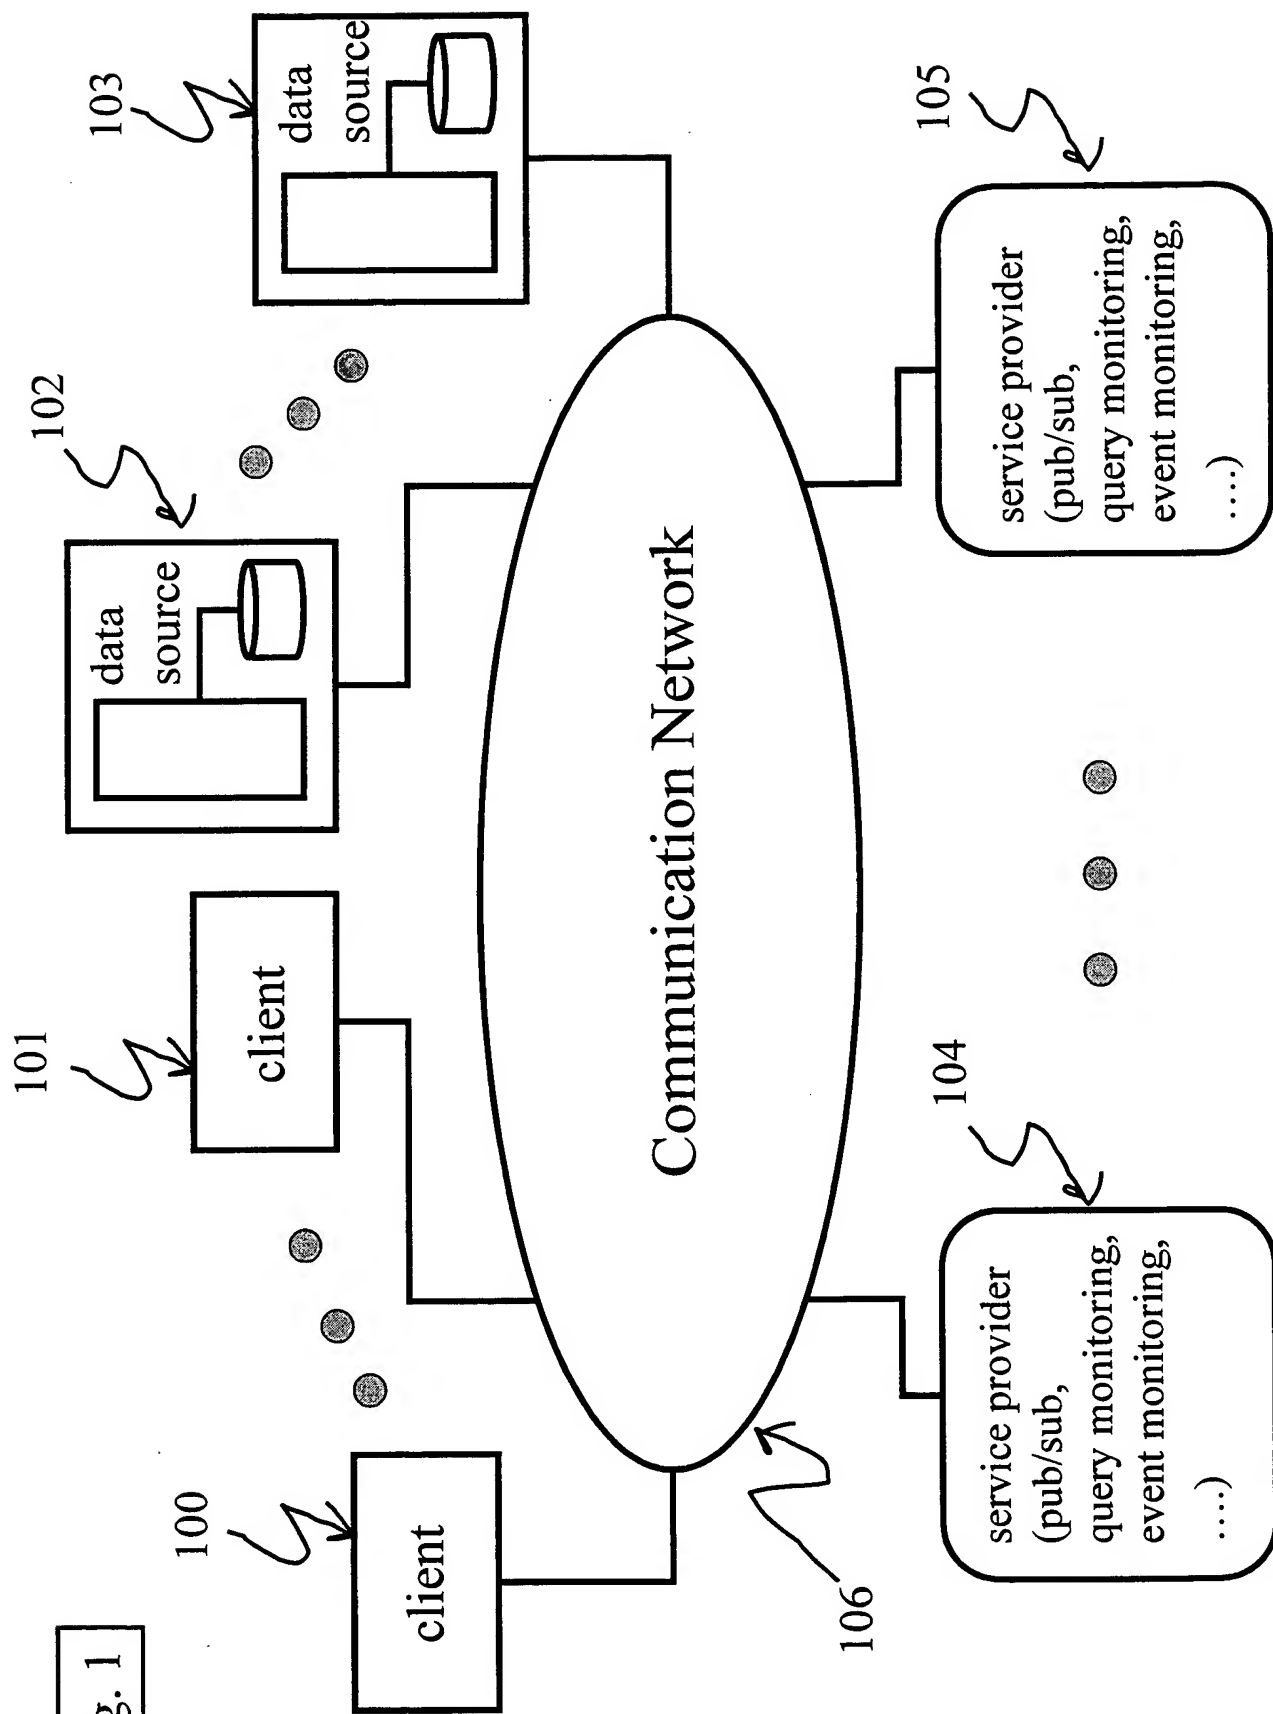 g. 1
100
client
101
client
102
data
source
103
data
source
Communication Network
106
104
service provider
(pub/sub,
query monitoring,
event monitoring,
....)
105
service provider
(pub/sub,
query monitoring,
event monitoring,
....)